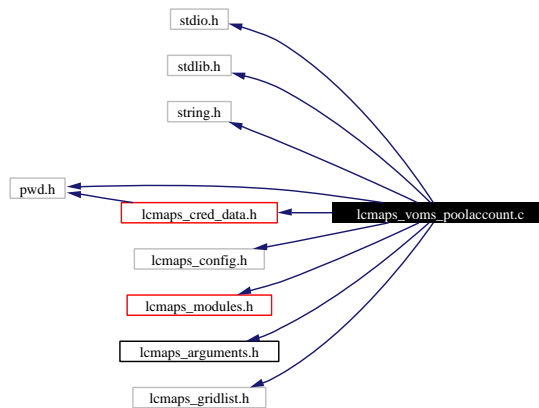 stdio.h
stdlib.h
string.h
pwd.h
lcmaps_cred_data.h
lcmaps_voms_poolaccount.c
lcmaps_config.h
lcmaps_modules.h
lcmaps_arguments.h
lcmaps_gridlist.h